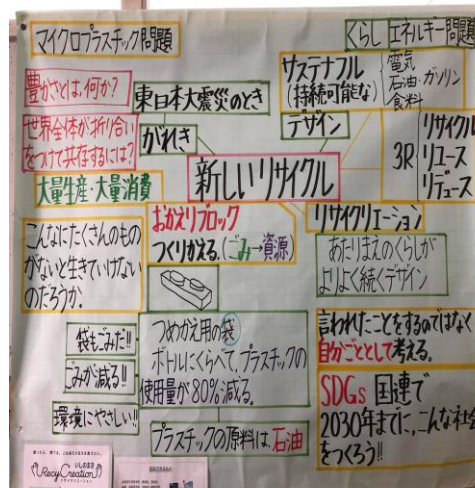 マイクロプラスチック問題
くらし エネルギー問題
豊かさとは、何か?
世界全体が折り合い
をつけて共存するには?
大量生産・大量消費
東日本大震災のとき
がれき
サステナブル
(持続可能な)
デザイン
電気
石油・ガソリン
食料
3R
リサイクル
リユース
リデュース
新しいリサイクル
こんなにたくさんのもの
がないと生きていけない
のだろうか。
おかえりブロック
つくりかえる。(ごみ→資源)
リサイクリエーション
あたりまえのくらしが
よりよく続くデザイン
袋もごみだ!!
ごみが減る!!
環境にやさしい!!
つめかえ用の袋
ボトルにくらべて、プラスチックの
使用量が80%減る。
プラスチックの原料は、石油
言われたことをするのではなく
自分ごととして考える。
SDGs 国連で
2030年までに、こんな社会
をつくろう!!
いしのまき
RecyCreation